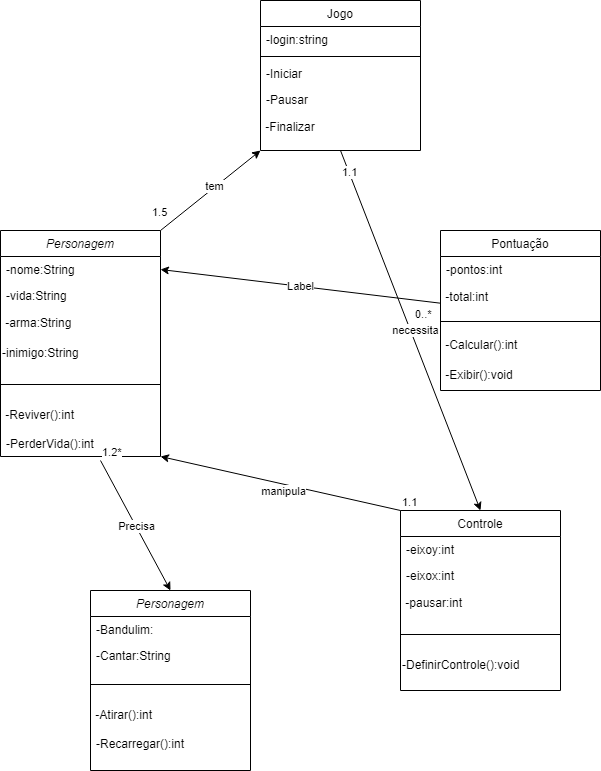 Jogo
-login:string
-Iniciar
-Pausar
-Finalizar
1.1
tem
1.5
Personagem
-nome:String
-vida:String
-arma:String
-inimigo:String
-Reviver():int
-PerderVida():int
1.2*
Label
Pontuação
-pontos:int
-total:int
-Calcular():int
-Exibir():void
0..*
necessita
manipula
1.1
Controle
-eixoy:int
-eixox:int
-pausar:int
-DefinirControle():void
Precisa
Personagem
-Bandulim:
-Cantar:String
-Atirar():int
-Recarregar():int